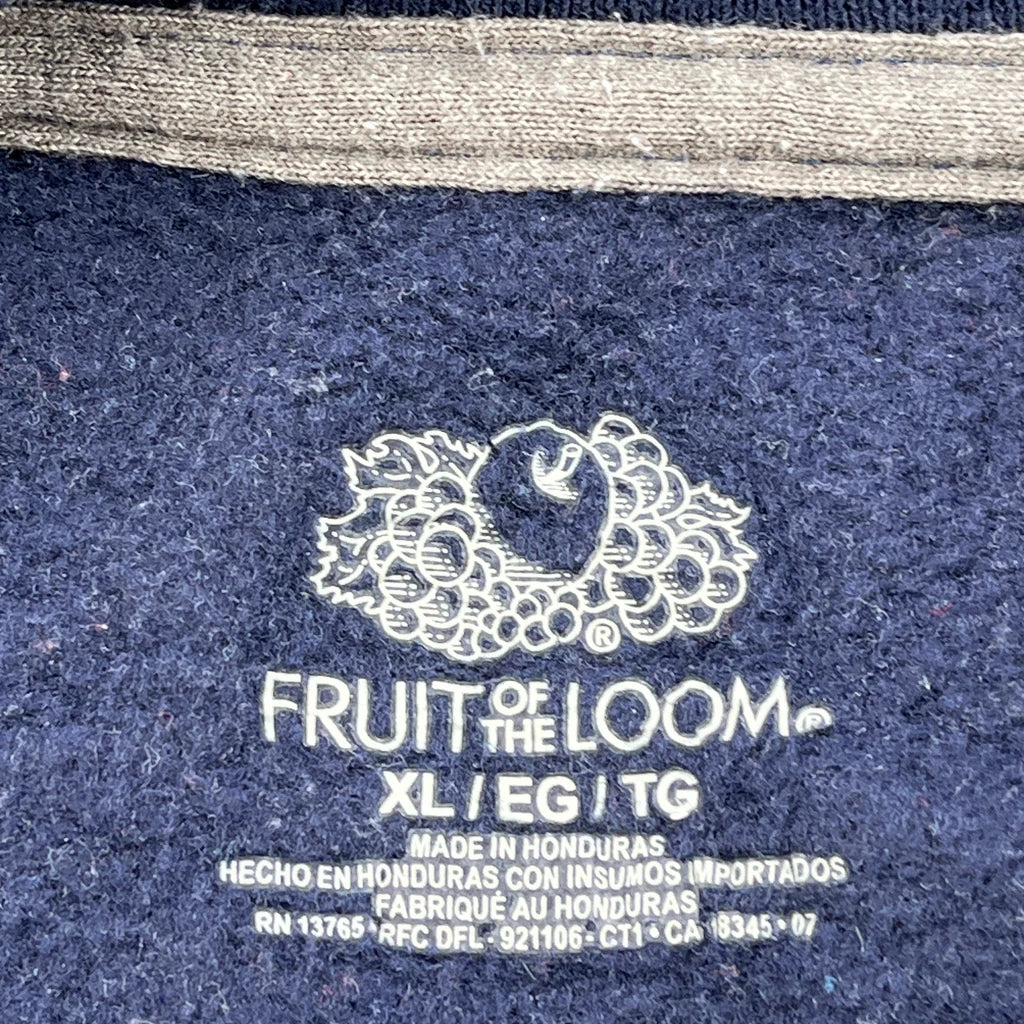 ®
FRUIT OF THE LOOM®
XL / EG / TG
MADE IN HONDURAS
HECHO EN HONDURAS CON INSUMOS IMPORTADOS
FABRIQUÉ AU HONDURAS
RN 13765 • RFC DFL - 921106 - CT1 • CA 18345 • 07